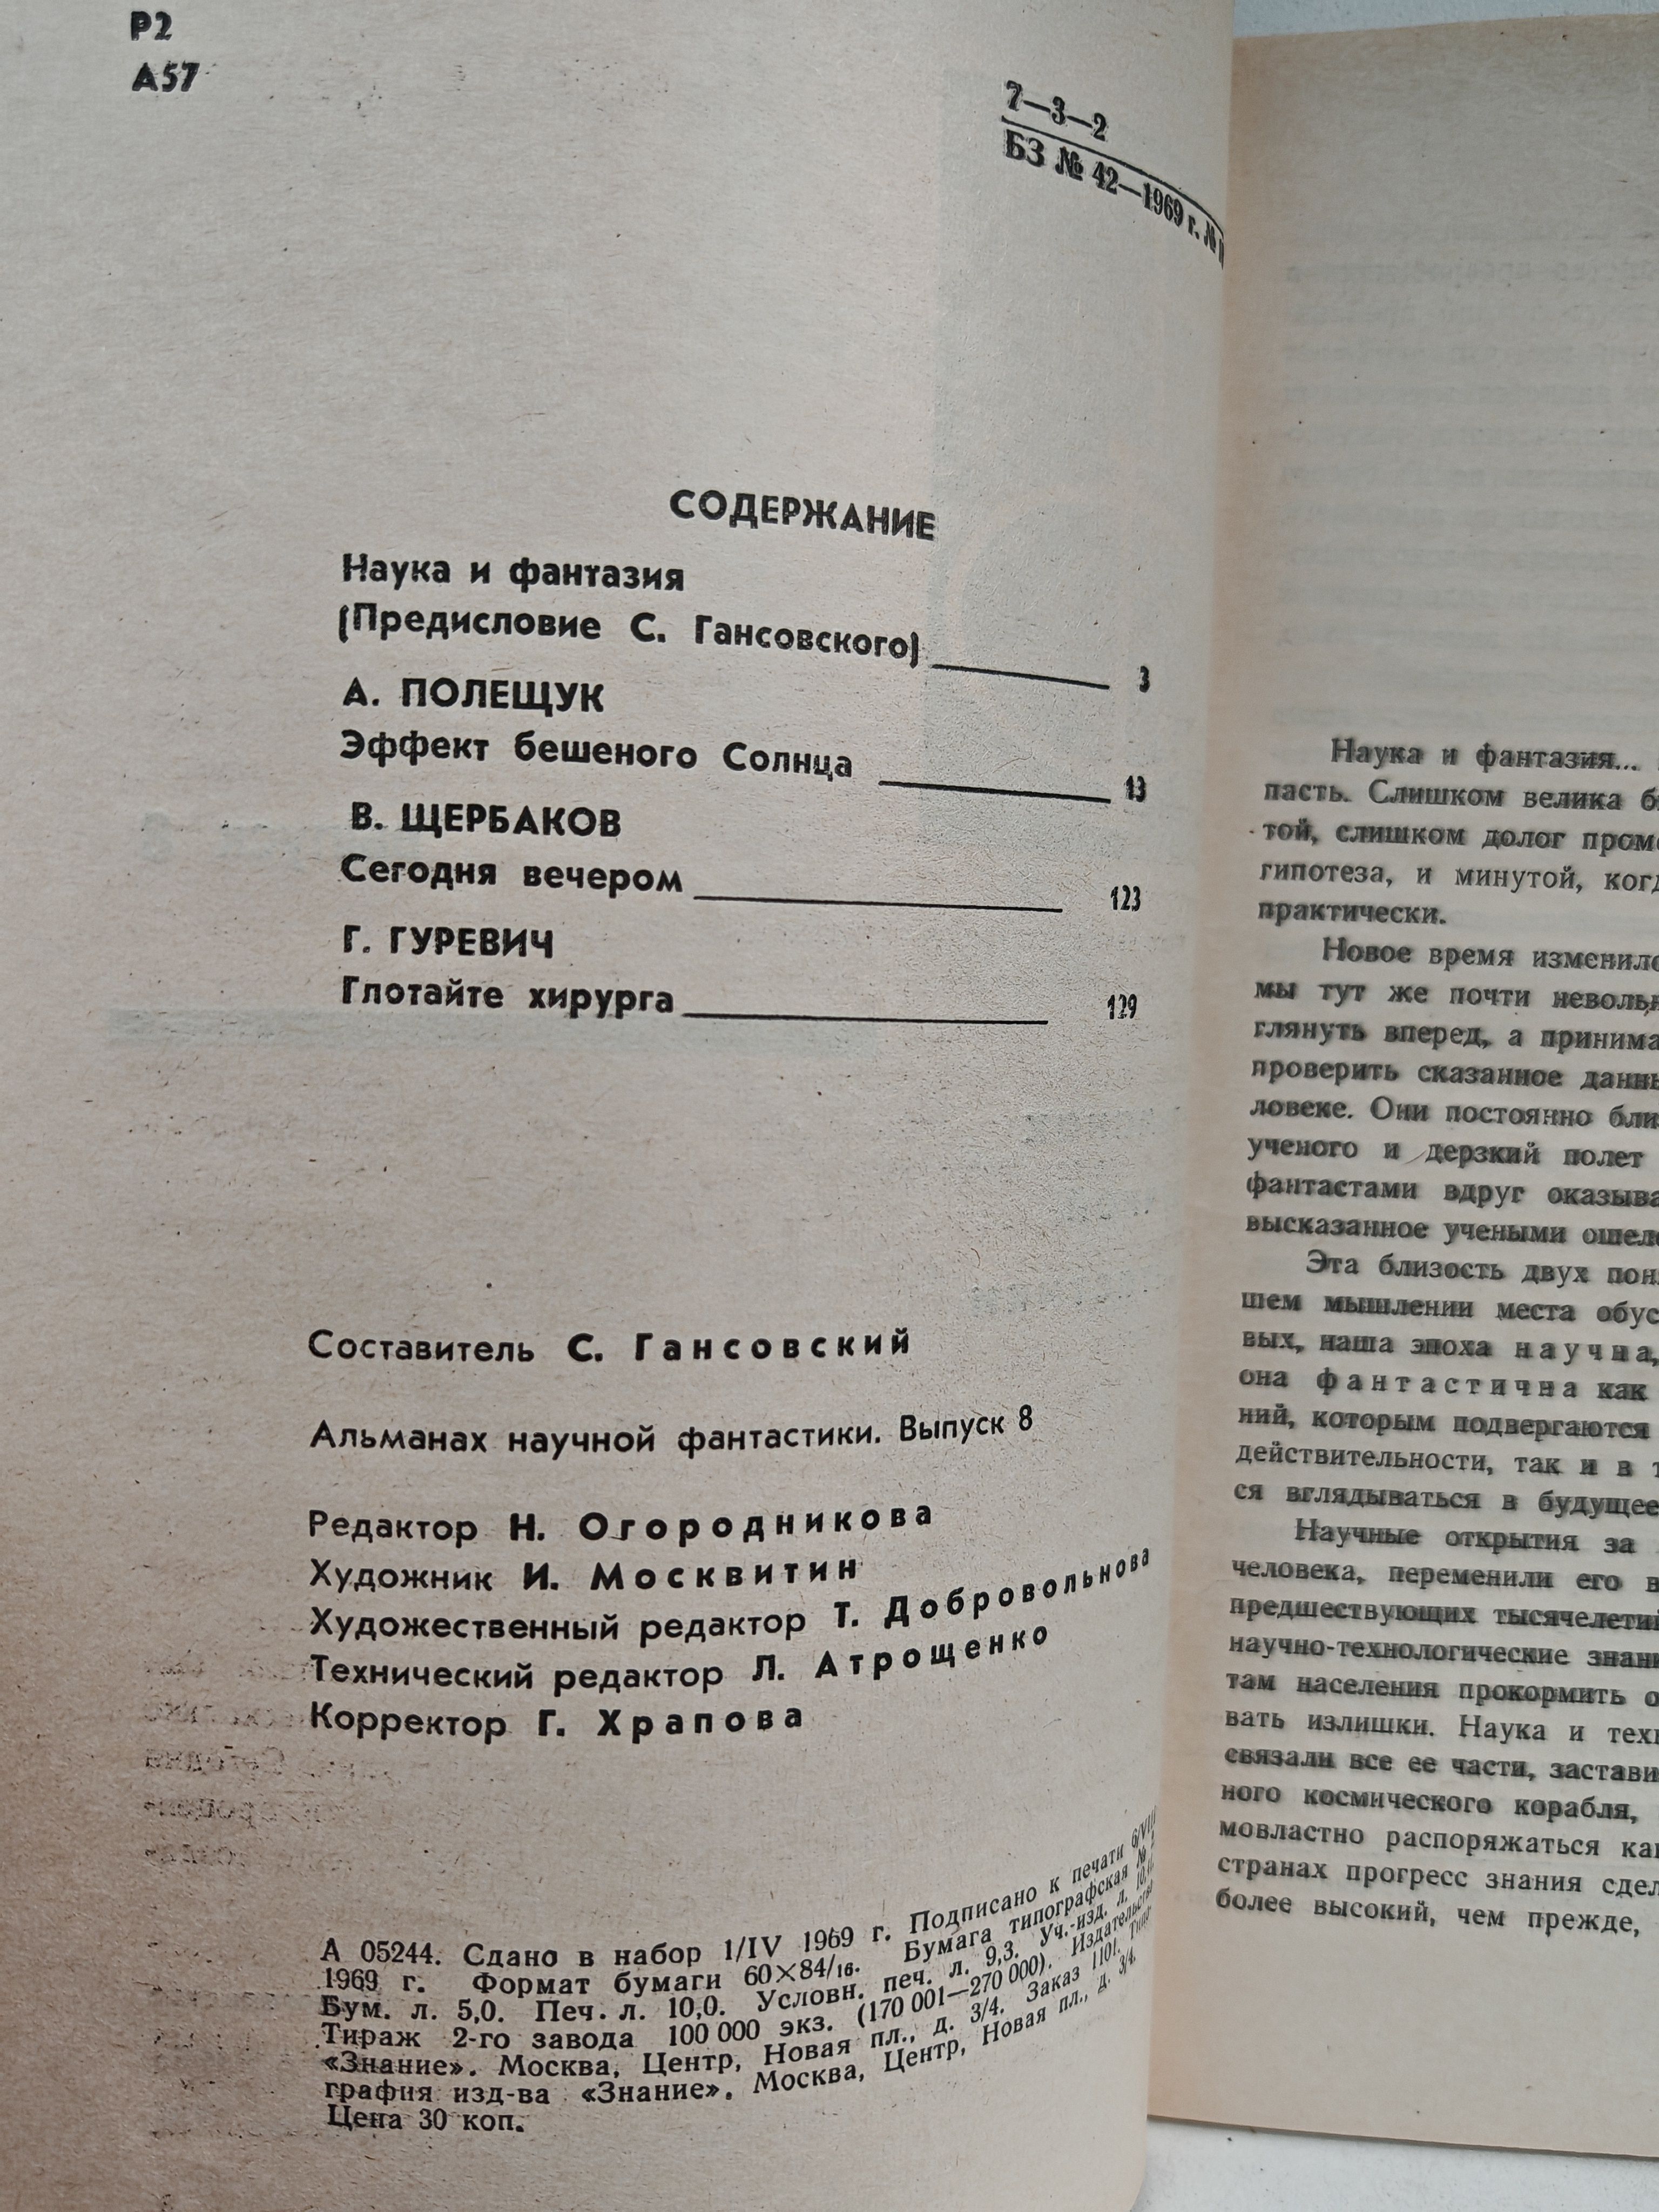 Р2
А57
7—3—2
БЗ № 42—1969 г. №
СОДЕРЖАНИЕ
Наука и фантазия
(Предисловие С. Гансовского) 3
А. ПОЛЕЩУК
Эффект бешеного Солнца 13
В. ЩЕРБАКОВ
Сегодня вечером 123
Г. ГУРЕВИЧ
Глотайте хирурга 129
Составитель С. Гансовский
Альманах научной фантастики. Выпуск 8
Редактор Н. Огородникова
Художник И. Москвитин
Художественный редактор Т. Добровольнова
Технический редактор Л. Атрощенко
Корректор Г. Храпова
А 05244. Сдано в набор 1/IV 1969 г. Подписано к печати 6/VIII
1969 г. Формат бумаги 60×84/16. Бумага типографская №
Бум. л. 5,0. Печ. л. 10,0. Условн. печ. л. 9,3. Уч.-изд. л.
Тираж 2-го завода 100 000 экз. (170 001—270 000). Издательство
«Знание». Москва, Центр, Новая пл., д. 3/4. Заказ 1101. Типо-
графия изд-ва «Знание». Москва, Центр, Новая пл., д. 3/4.
Цена 30 коп.
Наука и фантазия...
пасть. Слишком велика
той, слишком долог
гипотеза, и минутой,
практически.
Новое время
мы тут же почти
глянуть вперед, а
проверить сказанное
ловеке. Они постоянно
ученого и дерзкий полет
фантастами вдруг
высказанное учеными
Эта близость двух
шем мышлении места
вых, наша эпоха научна,
она фантастична как
ний, которым подвергаются
действительности, так и в
ся вглядываться в будущее
Научные открытия за
человека, переменили его
предшествующих тысячелетий
научно-технологические
там населения прокормить
вать излишки. Наука и
связали все ее части,
ного космического корабля,
мовластно распоряжаться
странах прогресс знания
более высокий, чем прежде,